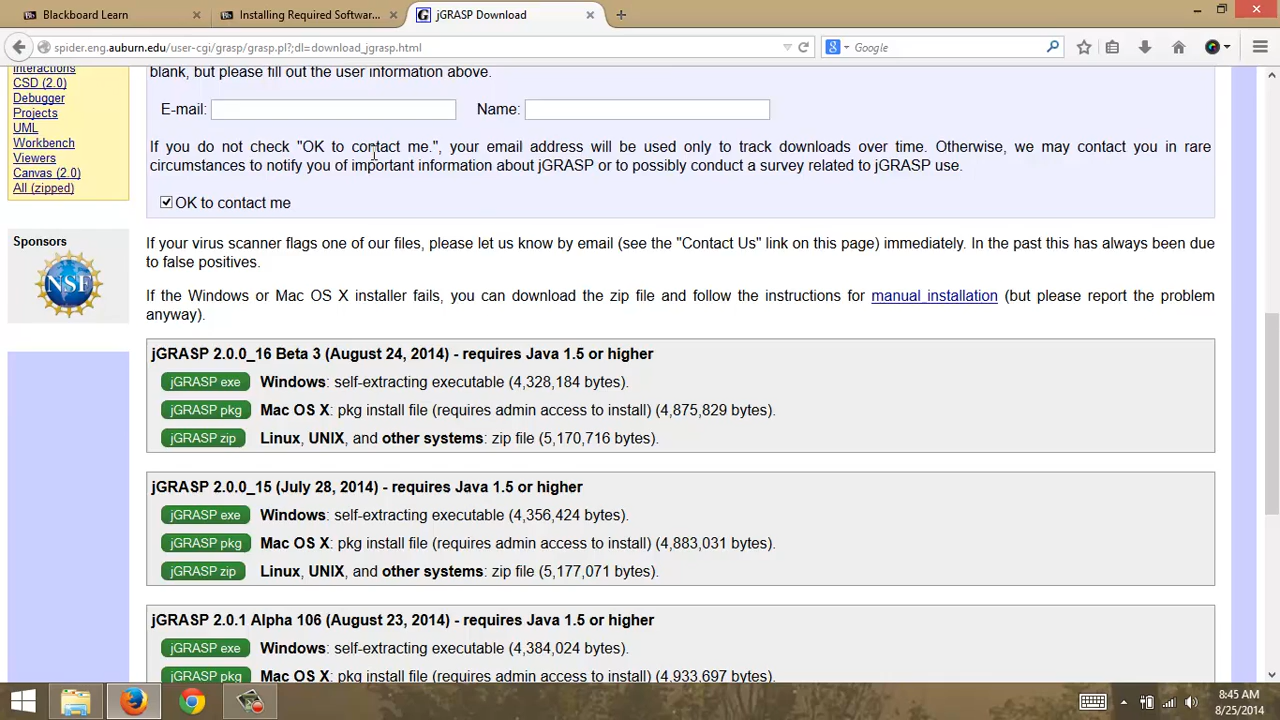 Blackboard Learn
Installing Required Softwar...
jGRASP Download
spider.eng.auburn.edu/user-cgi/grasp/grasp.pl?;dl=download_jgrasp.html
Google
Interactions
CSD (2.0)
Debugger
Projects
UML
Workbench
Viewers
Canvas (2.0)
All (zipped)
Sponsors
NSF
blank, but please fill out the user information above.
E-mail: Name:
If you do not check "OK to contact me.", your email address will be used only to track downloads over time. Otherwise, we may contact you in rare
circumstances to notify you of important information about jGRASP or to possibly conduct a survey related to jGRASP use.
OK to contact me
If your virus scanner flags one of our files, please let us know by email (see the "Contact Us" link on this page) immediately. In the past this has always been due
to false positives.
If the Windows or Mac OS X installer fails, you can download the zip file and follow the instructions for manual installation (but please report the problem
anyway).
jGRASP 2.0.0_16 Beta 3 (August 24, 2014) - requires Java 1.5 or higher
jGRASP exe Windows: self-extracting executable (4,328,184 bytes).
jGRASP pkg Mac OS X: pkg install file (requires admin access to install) (4,875,829 bytes).
jGRASP zip Linux, UNIX, and other systems: zip file (5,170,716 bytes).
jGRASP 2.0.0_15 (July 28, 2014) - requires Java 1.5 or higher
jGRASP exe Windows: self-extracting executable (4,356,424 bytes).
jGRASP pkg Mac OS X: pkg install file (requires admin access to install) (4,883,031 bytes).
jGRASP zip Linux, UNIX, and other systems: zip file (5,177,071 bytes).
jGRASP 2.0.1 Alpha 106 (August 23, 2014) - requires Java 1.5 or higher
jGRASP exe Windows: self-extracting executable (4,384,024 bytes).
jGRASP pkg Mac OS X: pkg install file (requires admin access to install) (4,933,697 bytes).
8:45 AM
8/25/2014